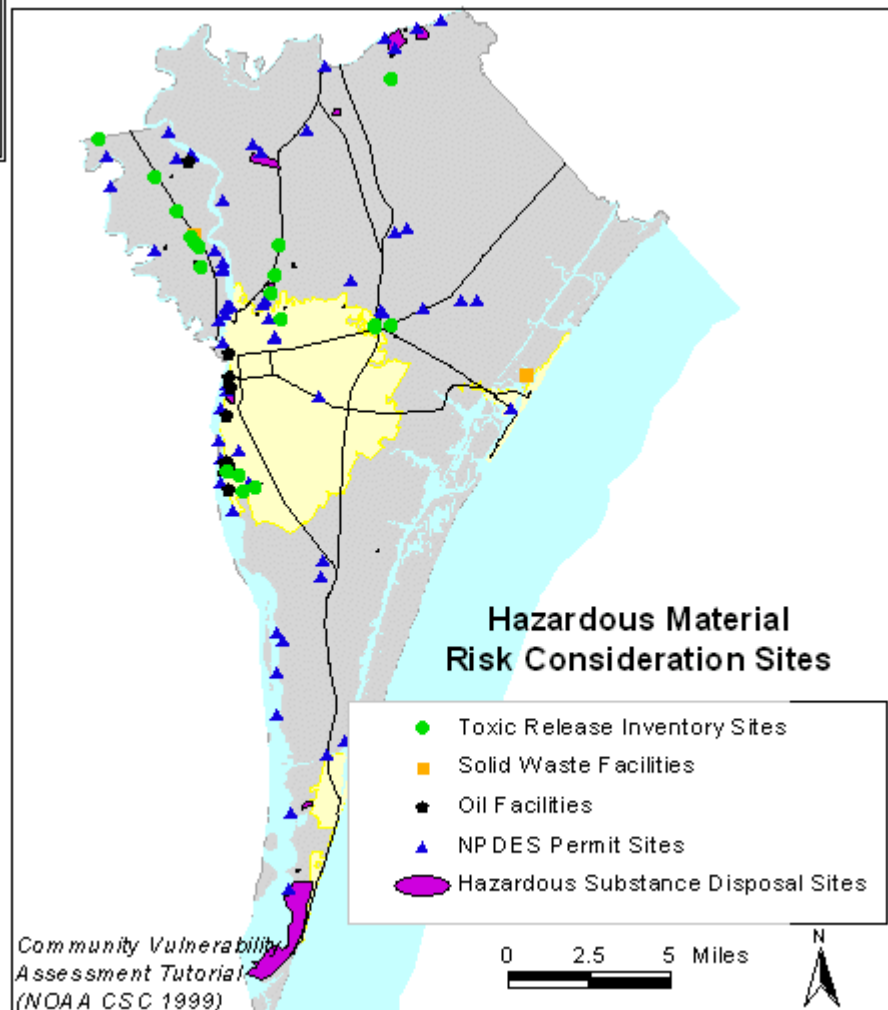 Hazardous Material
Risk Consideration Sites
Toxic Release Inventory Sites
Solid Waste Facilities
Oil Facilities
NPDES Permit Sites
Hazardous Substance Disposal Sites
Community Vulnerability
Assessment Tutorial
(NOAA CSC 1999)
0 2.5 5 Miles
N